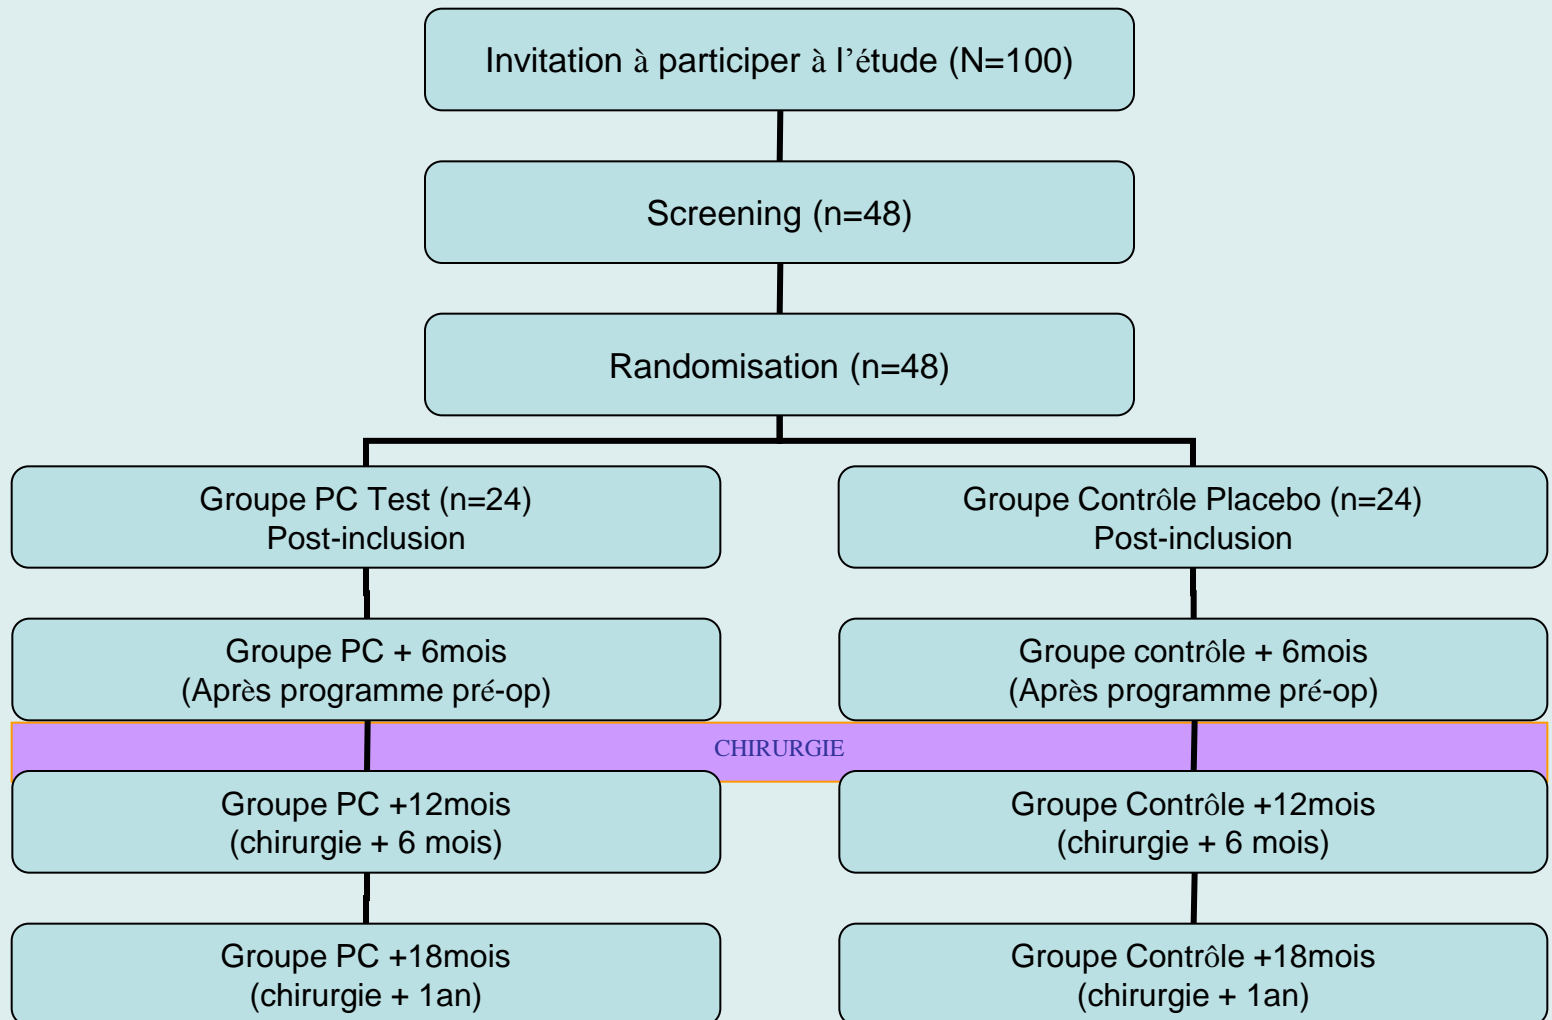 Invitation à participer à l’étude (N=100)
Screening (n=48)
Randomisation (n=48)
Groupe PC Test (n=24)
Post-inclusion
Groupe Contrôle Placebo (n=24)
Post-inclusion
Groupe PC + 6mois
(Après programme pré-op)
Groupe contrôle + 6mois
(Après programme pré-op)
CHIRURGIE
Groupe PC +12mois
(chirurgie + 6 mois)
Groupe Contrôle +12mois
(chirurgie + 6 mois)
Groupe PC +18mois
(chirurgie + 1an)
Groupe Contrôle +18mois
(chirurgie + 1an)